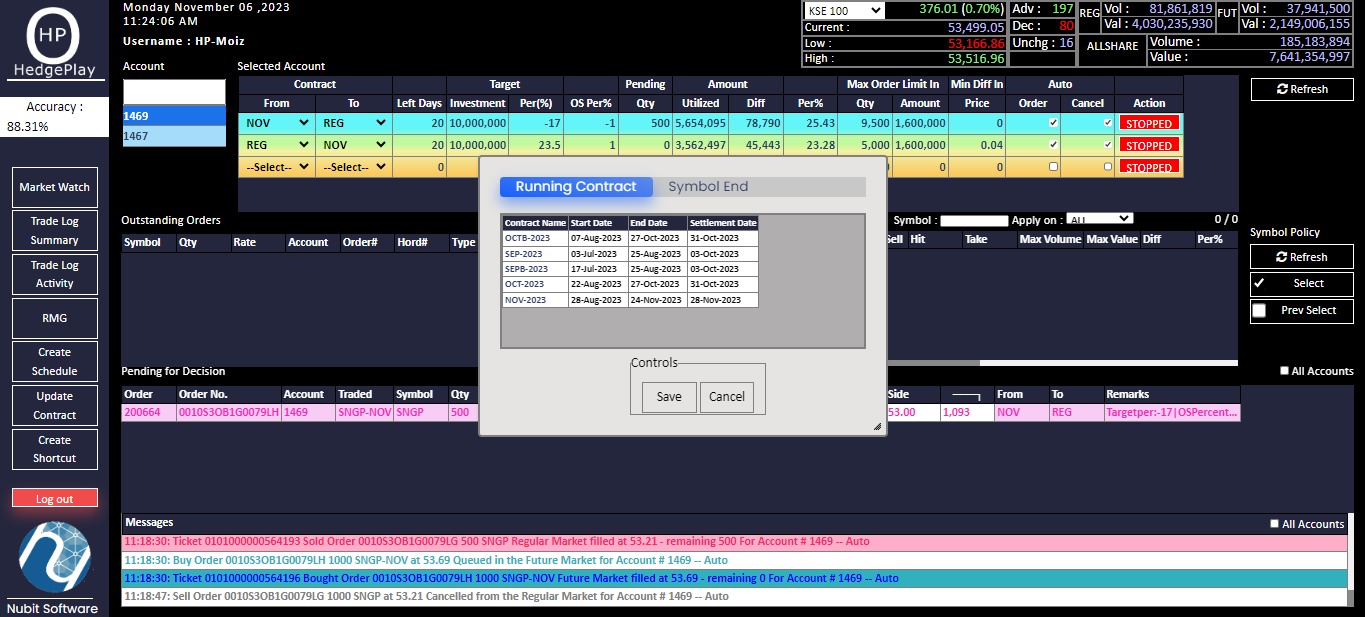 HP
HedgePlay
Accuracy :
88.31%
Market Watch
Trade Log
Summary
Trade Log
Activity
RMG
Create
Schedule
Update
Contract
Create
Shortcut
Log out
Nubit Software
Monday November 06 ,2023
11:24:06 AM
Username : HP-Moiz
KSE 100 376.01 (0.70%)
Current : 53,499.05
Low : 53,166.86
High : 53,516.96
Adv : 197
Dec : 80
Unchg : 16
REG Vol : 81,861,819
Val : 4,030,235,930
FUT Vol : 37,941,500
Val : 2,149,006,155
ALLSHARE Volume : 185,183,894
Value : 7,641,354,997
Account
1469
1467
Selected Account
Contract Target Pending Amount Max Order Limit In Min Diff In Auto
From To Left Days Investment Per(%) OS Per% Qty Utilized Diff Per% Qty Amount Price Order Cancel Action
NOV REG 20 10,000,000 -17 -1 500 5,654,095 78,790 25.43 9,500 1,600,000 0 STOPPED
REG NOV 20 10,000,000 23.5 1 0 3,562,497 45,443 23.28 5,000 1,600,000 0.04 STOPPED
--Select-- --Select-- 0 0 0 STOPPED
Refresh
Outstanding Orders
Symbol : Apply on : ALL 0 / 0
Symbol Qty Rate Account Order# Hord# Type
Hit Take Max Volume Max Value Diff Per%
Symbol Policy
Refresh
Select
Prev Select
Running Contract Symbol End
Contract Name Start Date End Date Settlement Date
OCTB-2023 07-Aug-2023 27-Oct-2023 31-Oct-2023
SEP-2023 03-Jul-2023 25-Aug-2023 03-Oct-2023
SEPB-2023 17-Jul-2023 25-Aug-2023 03-Oct-2023
OCT-2023 22-Aug-2023 27-Oct-2023 31-Oct-2023
NOV-2023 28-Aug-2023 24-Nov-2023 28-Nov-2023
Controls
Save Cancel
Pending for Decision
All Accounts
Order Order No. Account Traded Symbol Qty Side From To Remarks
200664 0010S3OB1G0079LH 1469 SNGP-NOV SNGP 500 53.00 1,093 NOV REG Targetper:-17|OSPercent...
Messages
All Accounts
11:18:30: Ticket 0101000000564193 Sold Order 0010S3OB1G0079LG 500 SNGP Regular Market filled at 53.21 - remaining 500 For Account # 1469 -- Auto
11:18:30: Buy Order 0010S3OB1G0079LH 1000 SNGP-NOV at 53.69 Queued in the Future Market for Account # 1469 -- Auto
11:18:30: Ticket 0101000000564196 Bought Order 0010S3OB1G0079LH 1000 SNGP-NOV Future Market filled at 53.69 - remaining 0 For Account # 1469 -- Auto
11:18:47: Sell Order 0010S3OB1G0079LG 1000 SNGP at 53.21 Cancelled from the Regular Market for Account # 1469 -- Auto